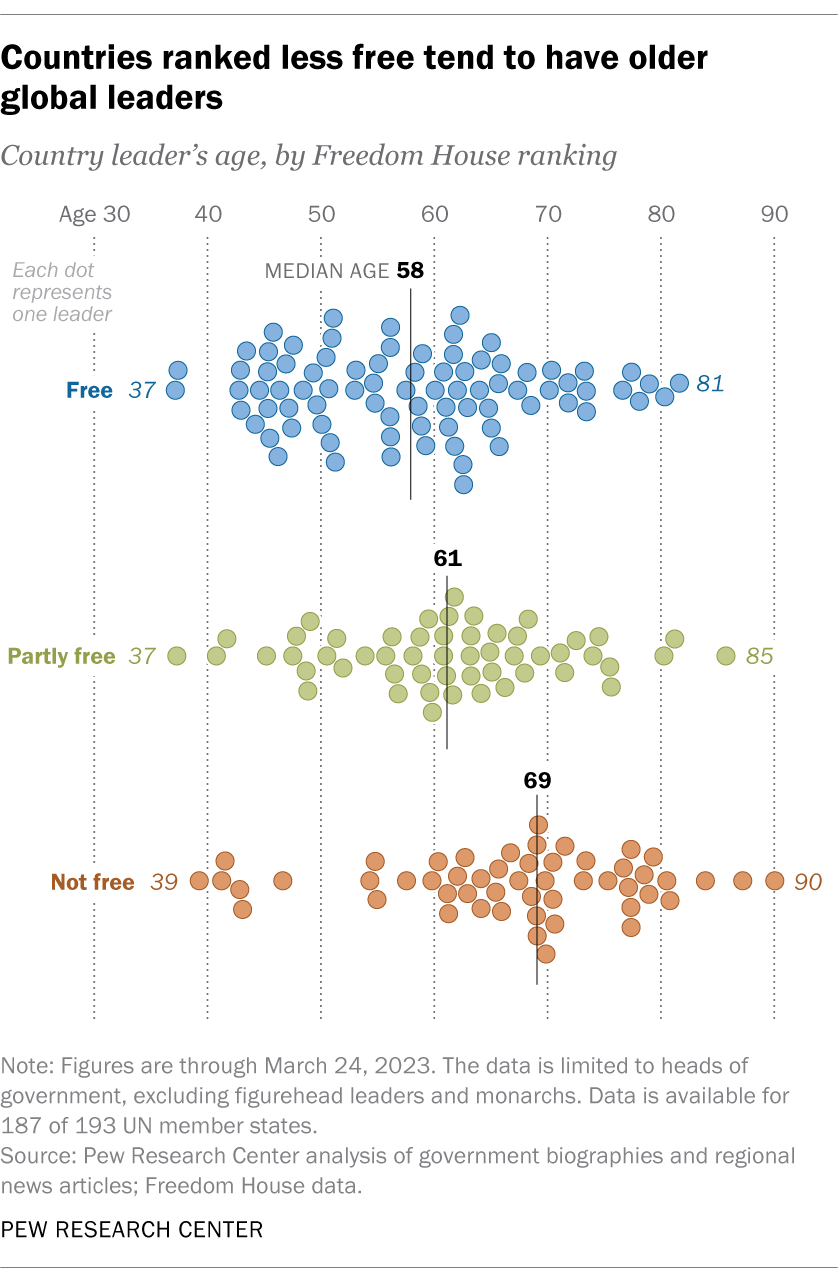 Countries ranked less free tend to have older
global leaders
Country leader's age, by Freedom House ranking
Age 30 40 50 60 70 80 90
Each dot
represents
one leader
MEDIAN AGE 58
Free 37 81
61
Partly free 37 85
69
Not free 39 90
Note: Figures are through March 24, 2023. The data is limited to heads of
government, excluding figurehead leaders and monarchs. Data is available for
187 of 193 UN member states.
Source: Pew Research Center analysis of government biographies and regional
news articles; Freedom House data.
PEW RESEARCH CENTER